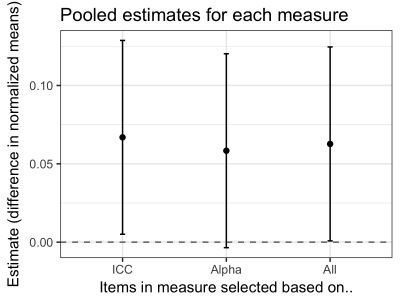 Pooled estimates for each measure
Estimate (difference in normalized means)
0.10
0.05
0.00
ICC
Alpha
All
Items in measure selected based on..